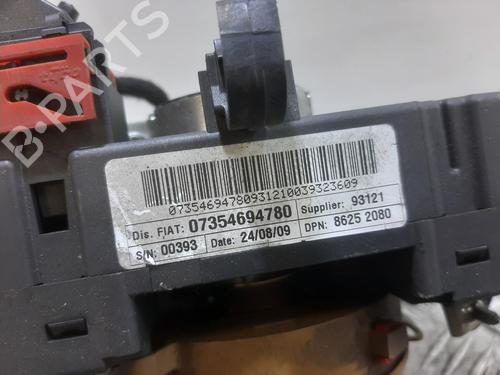 B-PARTS
07354694780931210039323609
Dis. FIAT: 07354694780 Supplier: 93121
S/N: 00393 Date: 24/08/09 DPN: 8625 2080